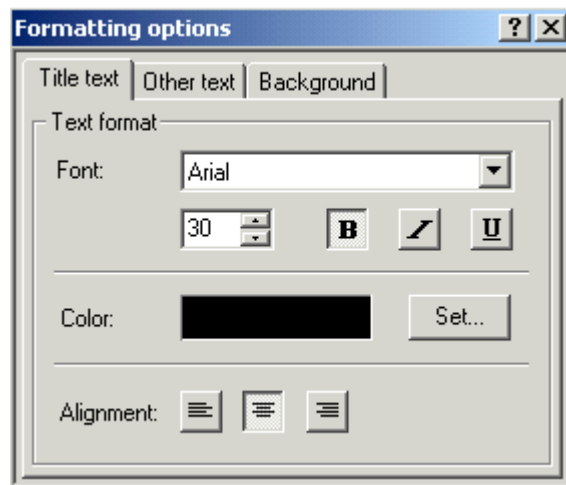 Formatting options ? X
Title text Other text Background
Text format
Font: Arial
30 B I U
Color: Set...
Alignment: